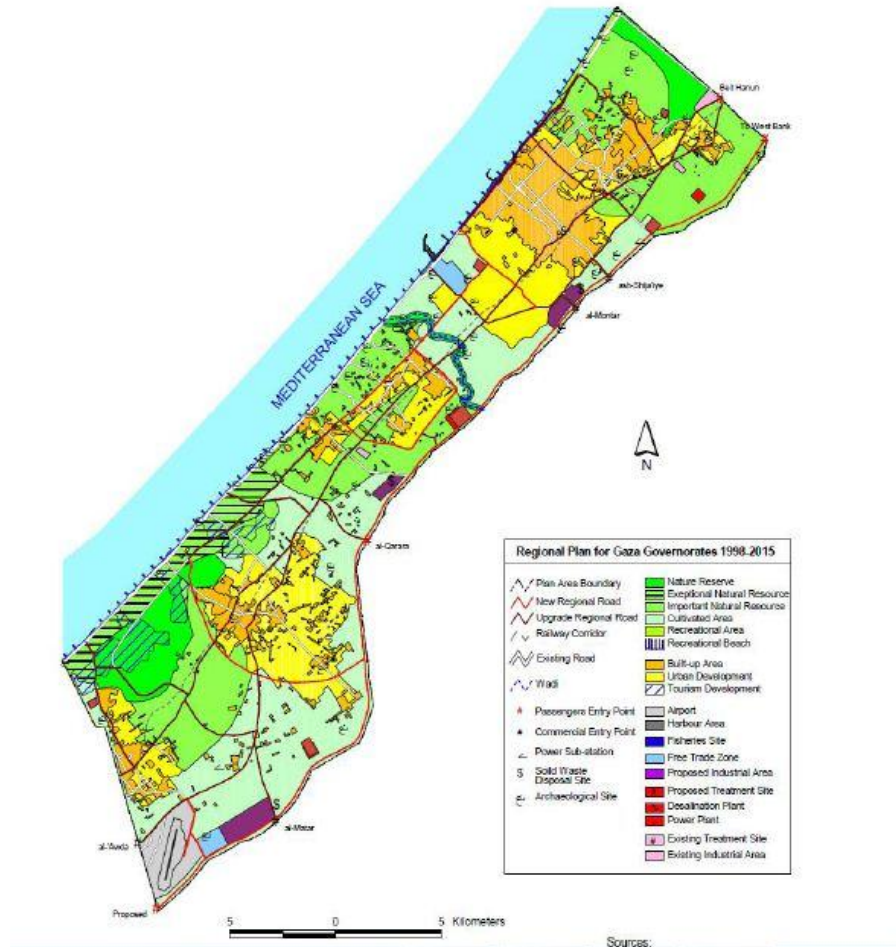 Beit Hanun
To West Bank
ash-Shijaiye
al-Montar
MEDITERRANEAN SEA
N
al-Qarara
Regional Plan for Gaza Governorates 1998-2015
Plan Area Boundary
New Regional Road
Upgrade Regional Road
Railway Corridor
Existing Road
Wadi
Passengers Entry Point
Commercial Entry Point
Power Sub-station
Solid Waste
Disposal Site
Archaeological Site
Nature Reserve
Exeptional Natural Resource
Important Natural Resource
Cultivated Area
Recreational Area
Recreational Beach
Built-up Area
Urban Development
Tourism Development
Airport
Harbour Area
Fisheries Site
Free Trade Zone
Proposed Industrial Area
Proposed Treatment Site
Desalination Plant
Power Plant
Existing Treatment Site
Existing Industrial Area
al-Matar
al-'Awda
Proposed
5 0 5 Kilometers
Sources: